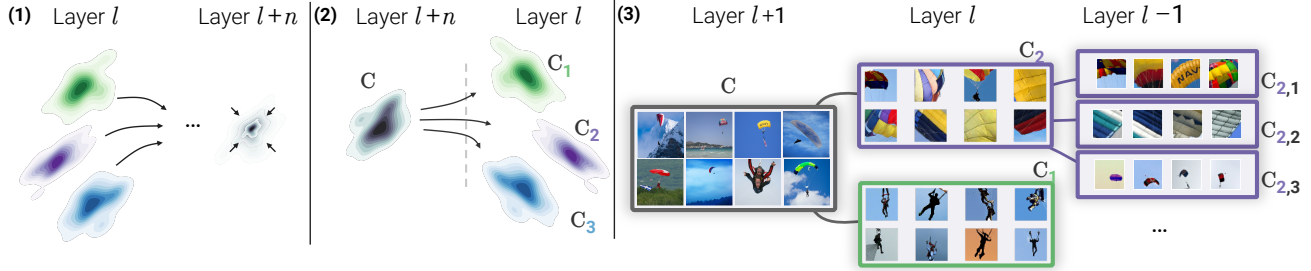 (1) Layer l Layer l+n
...
(2) Layer l+n Layer l
C
C1
C2
C3
(3) Layer l+1 Layer l Layer l−1
C
C2
C1
C2,1
C2,2
C2,3
NAV
...